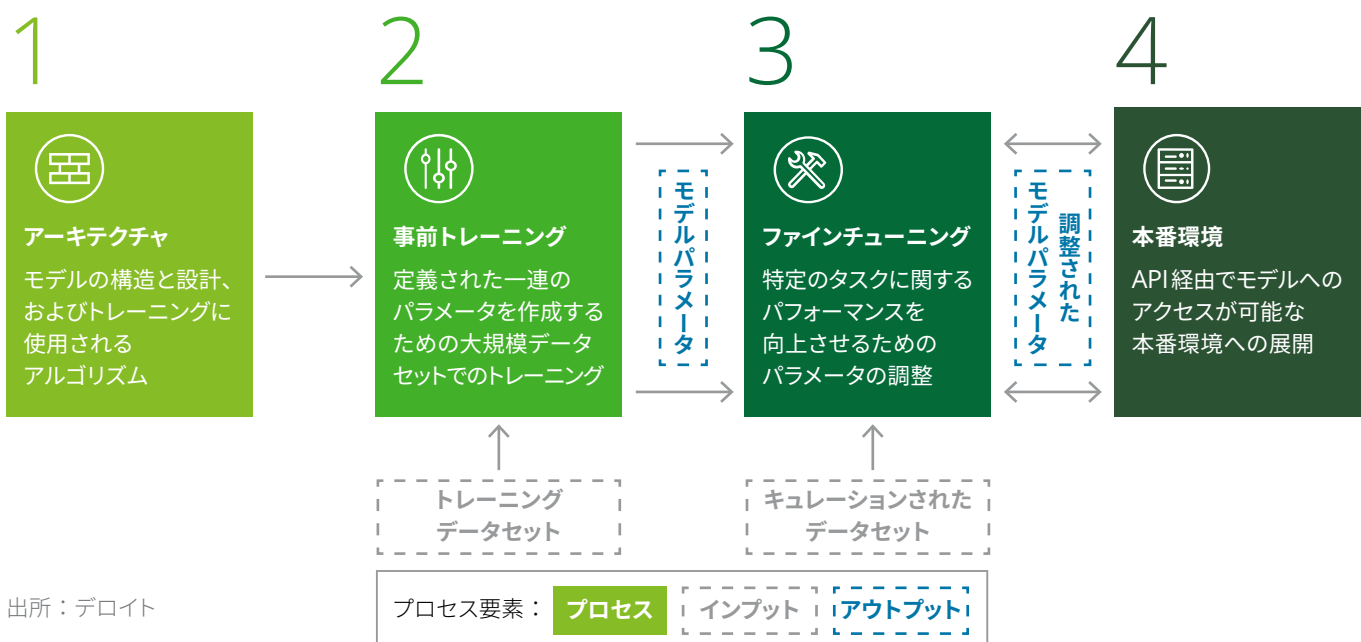 1
アーキテクチャ
モデルの構造と設計、
およびトレーニングに
使用される
アルゴリズム
2
事前トレーニング
定義された一連の
パラメータを作成する
ための大規模データ
セットでのトレーニング
モデルパラメータ
トレーニング
データセット
3
ファインチューニング
特定のタスクに関する
パフォーマンスを
向上させるための
パラメータの調整
調整された
モデルパラメータ
キュレーションされた
データセット
4
本番環境
API経由でモデルへの
アクセスが可能な
本番環境への展開
出所：デロイト
プロセス要素： プロセス インプット アウトプット